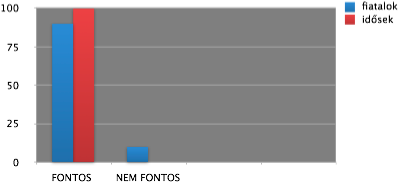 100
75
50
25
0
FONTOS
NEM FONTOS
fiatalok
idősek